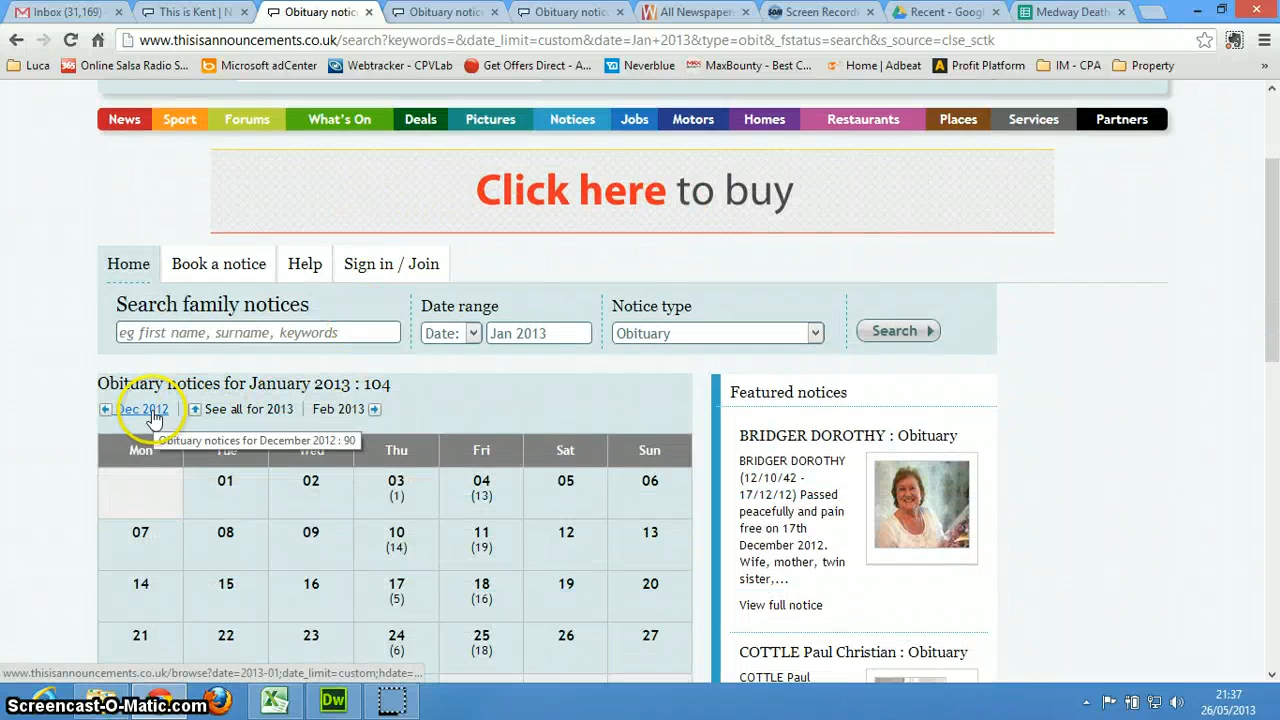 Inbox (31,169)
This is Kent | N
Obituary notice
Obituary notic
Obituary notic
All Newspaper
Screen Record
Recent - Googl
Medway Death
www.thisisannouncements.co.uk/search?keywords=&date_limit=custom&date=Jan+2013&type=obit&_fstatus=search&s_source=clse_sctk
Luca
Online Salsa Radio S...
Microsoft adCenter
Webtracker - CPVLab
Get Offers Direct - A...
Neverblue
MaxBounty - Best C...
Home | Adbeat
Profit Platform
IM - CPA
Property
»
News
Sport
Forums
What's On
Deals
Pictures
Notices
Jobs
Motors
Homes
Restaurants
Places
Services
Partners
Click here to buy
Home
Book a notice
Help
Sign in / Join
Search family notices
Date range
Notice type
eg first name, surname, keywords
Date:
Jan 2013
Obituary
Search
Obituary notices for January 2013 : 104
Dec 2012
See all for 2013
Feb 2013
Obituary notices for December 2012 : 90
Mon
Tue
Wed
Thu
Fri
Sat
Sun
01
02
03
(1)
04
(13)
05
06
07
08
09
10
(14)
11
(19)
12
13
14
15
16
17
(5)
18
(16)
19
20
21
22
23
24
(6)
25
(18)
26
27
Featured notices
BRIDGER DOROTHY : Obituary
BRIDGER DOROTHY
(12/10/42 -
17/12/12) Passed
peacefully and pain
free on 17th
December 2012.
Wife, mother, twin
sister,...
View full notice
COTTLE Paul Christian : Obituary
COTTLE Paul
www.thisisannouncements.co.uk/browse?date=2013-01;date_limit=custom;hdate=...
Screencast-O-Matic.com
Dw
21:37
26/05/2013